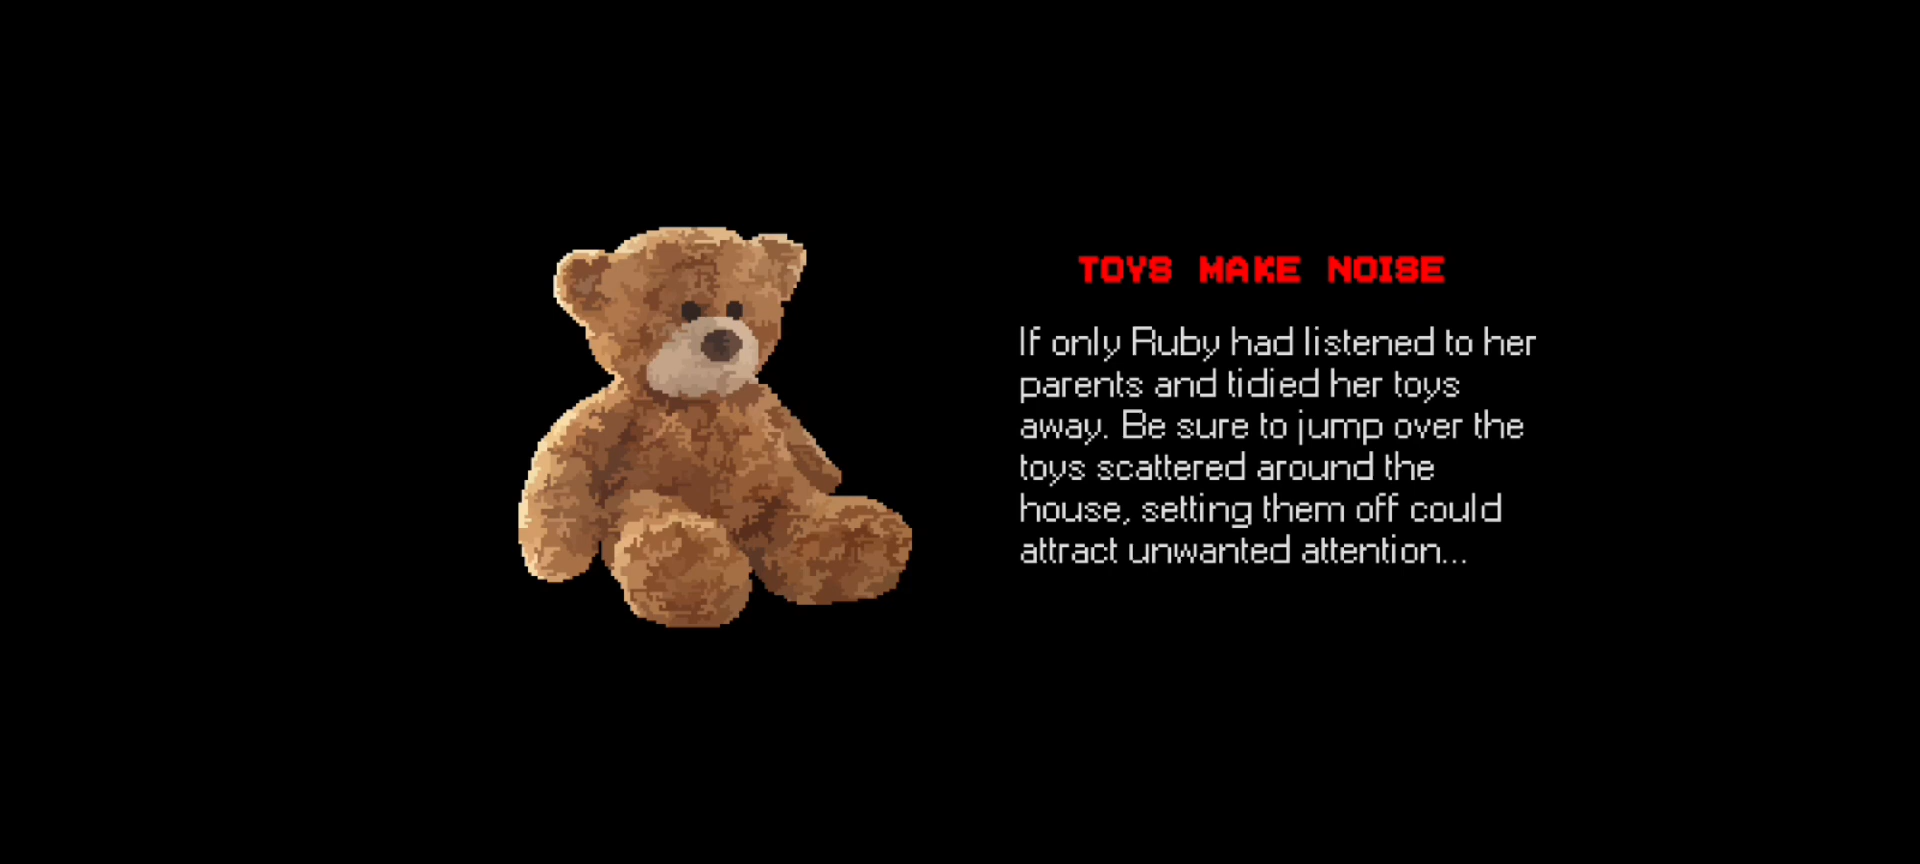 TOYS MAKE NOISE
If only Ruby had listened to her
parents and tidied her toys
away. Be sure to jump over the
toys scattered around the
house, setting them off could
attract unwanted attention...